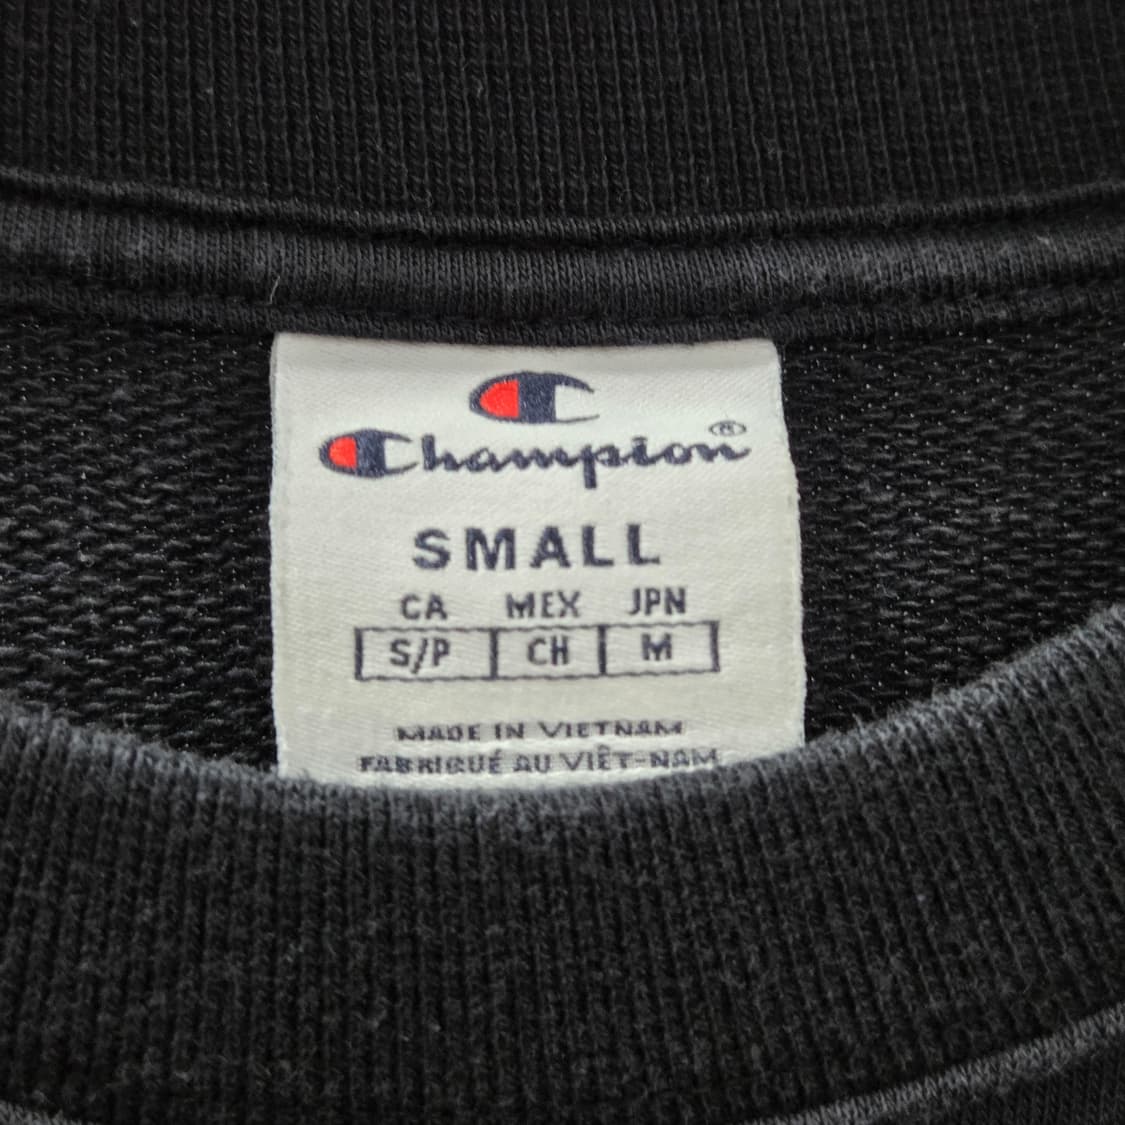 Champion®
SMALL
CA MEX JPN
S/P CH M
MADE IN VIETNAM
FABRIQUÉ AU VIÊT-NAM